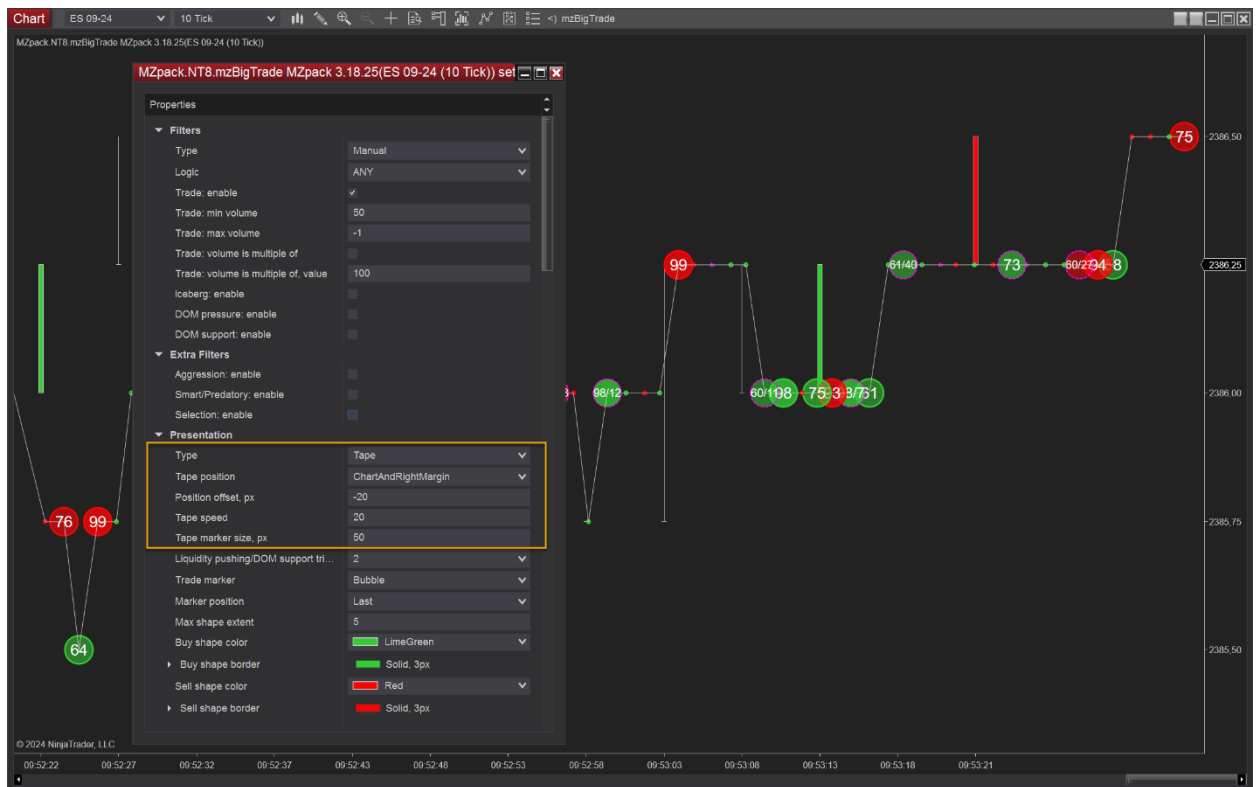 Chart ES 09-24 10 Tick <) mzBigTrade
MZpack.NT8.mzBigTrade MZpack 3.18.25(ES 09-24 (10 Tick))
MZpack.NT8.mzBigTrade MZpack 3.18.25(ES 09-24 (10 Tick)) set
Properties
Filters
Type Manual
Logic ANY
Trade: enable
Trade: min volume 50
Trade: max volume -1
Trade: volume is multiple of
Trade: volume is multiple of, value 100
Iceberg: enable
DOM pressure: enable
DOM support: enable
Extra Filters
Aggression: enable
Smart/Predatory: enable
Selection: enable
Presentation
Type Tape
Tape position ChartAndRightMargin
Position offset, px -20
Tape speed 20
Tape marker size, px 50
Liquidity pushing/DOM support tri... 2
Trade marker Bubble
Marker position Last
Max shape extent 5
Buy shape color LimeGreen
Buy shape border Solid, 3px
Sell shape color Red
Sell shape border Solid, 3px
75
2386,50
99
61/40
73
60/27
94
8
2386,25
98/12
60/11
98
75
3
61
2386,00
76
99
2385,75
64
2385,50
© 2024 NinjaTrader, LLC
09:52:22 09:52:27 09:52:32 09:52:37 09:52:43 09:52:48 09:52:53 09:52:58 09:53:03 09:53:08 09:53:13 09:53:18 09:53:21